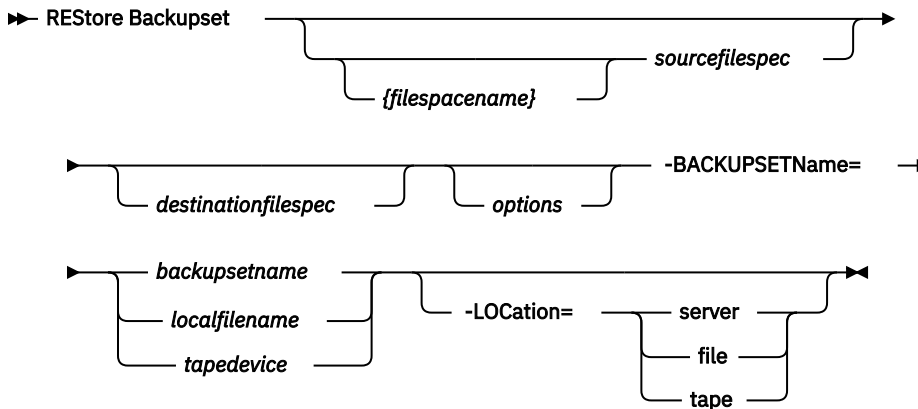 REStore Backupset
sourcefilespec
{filespacename}
-BACKUPSETName=
destinationfilespec
options
backupsetname
-LOCation=
server
localfilename
file
tapedevice
tape